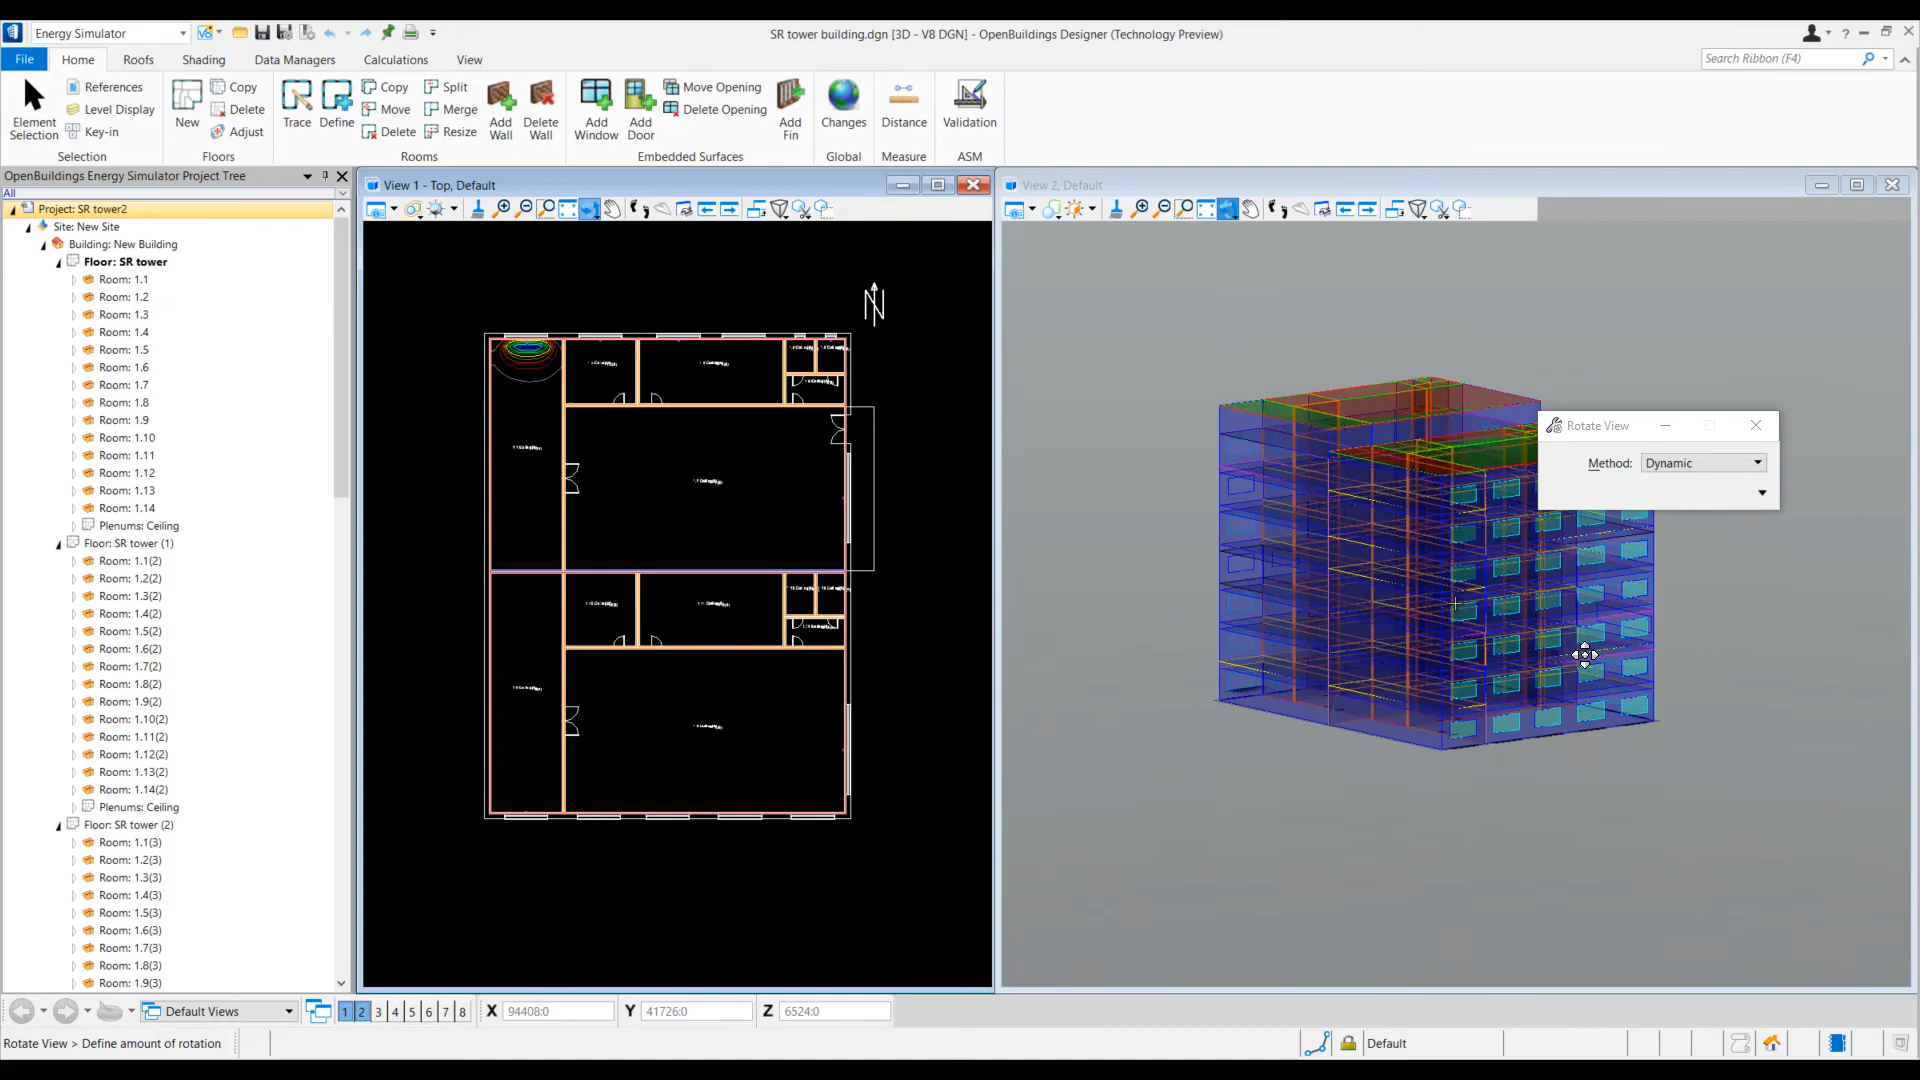 Energy Simulator
SR tower building.dgn [3D - V8 DGN] - OpenBuildings Designer (Technology Preview)
File Home Roofs Shading Data Managers Calculations View
Search Ribbon (F4)
Element Selection
References
Level Display
Key-in
Selection
New
Copy
Delete
Adjust
Floors
Trace
Define
Copy
Move
Delete
Split
Merge
Resize
Add Wall
Delete Wall
Rooms
Add Window
Add Door
Move Opening
Delete Opening
Add Fin
Embedded Surfaces
Changes
Global
Distance
Measure
Validation
ASM
OpenBuildings Energy Simulator Project Tree
All
Project: SR tower2
Site: New Site
Building: New Building
Floor: SR tower
Room: 1.1
Room: 1.2
Room: 1.3
Room: 1.4
Room: 1.5
Room: 1.6
Room: 1.7
Room: 1.8
Room: 1.9
Room: 1.10
Room: 1.11
Room: 1.12
Room: 1.13
Room: 1.14
Plenums: Ceiling
Floor: SR tower (1)
Room: 1.1(2)
Room: 1.2(2)
Room: 1.3(2)
Room: 1.4(2)
Room: 1.5(2)
Room: 1.6(2)
Room: 1.7(2)
Room: 1.8(2)
Room: 1.9(2)
Room: 1.10(2)
Room: 1.11(2)
Room: 1.12(2)
Room: 1.13(2)
Room: 1.14(2)
Plenums: Ceiling
Floor: SR tower (2)
Room: 1.1(3)
Room: 1.2(3)
Room: 1.3(3)
Room: 1.4(3)
Room: 1.5(3)
Room: 1.6(3)
Room: 1.7(3)
Room: 1.8(3)
Room: 1.9(3)
View 1 - Top, Default
N
View 2, Default
Rotate View
Method: Dynamic
Default Views
1 2 3 4 5 6 7 8
X 94408:0
Y 41726:0
Z 6524:0
Rotate View > Define amount of rotation
Default